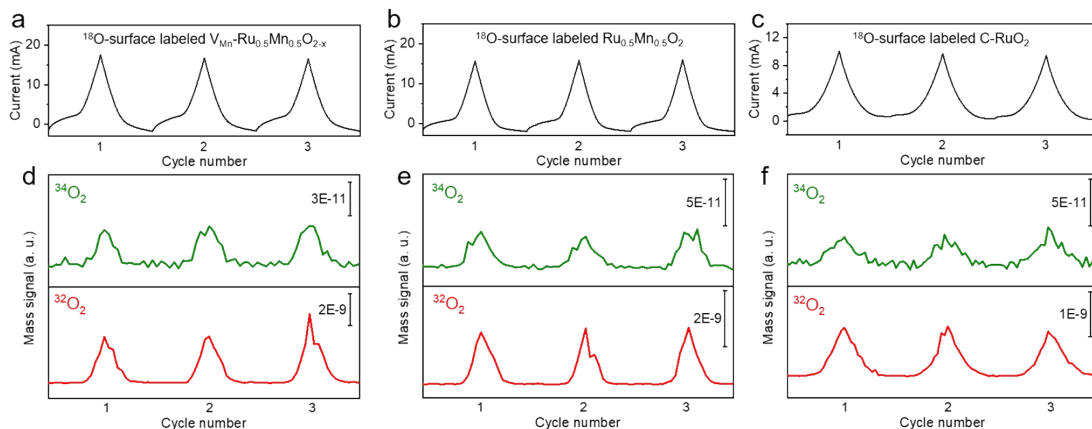 a
¹⁸O-surface labeled V_Mn-Ru₀.₅Mn₀.₅O₂₋ₓ
Current (mA)
20
10
0
1 2 3
Cycle number
b
¹⁸O-surface labeled Ru₀.₅Mn₀.₅O₂
Current (mA)
20
10
0
1 2 3
Cycle number
c
¹⁸O-surface labeled C-RuO₂
Current (mA)
12
8
4
0
1 2 3
Cycle number
d
³⁴O₂
3E-11
³²O₂
2E-9
Mass signal (a. u.)
1 2 3
Cycle number
e
³⁴O₂
5E-11
³²O₂
2E-9
Mass signal (a. u.)
1 2 3
Cycle number
f
³⁴O₂
5E-11
³²O₂
1E-9
Mass signal (a. u.)
1 2 3
Cycle number